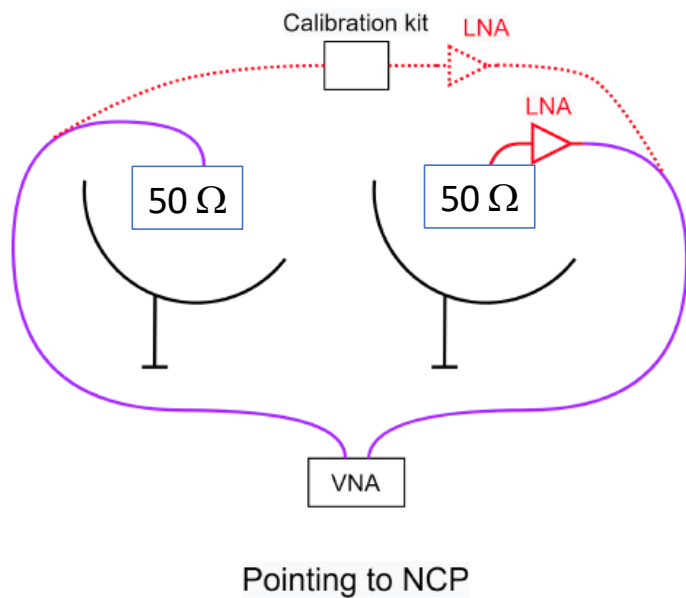 Calibration kit
LNA
LNA
50 Ω
50 Ω
VNA
Pointing to NCP